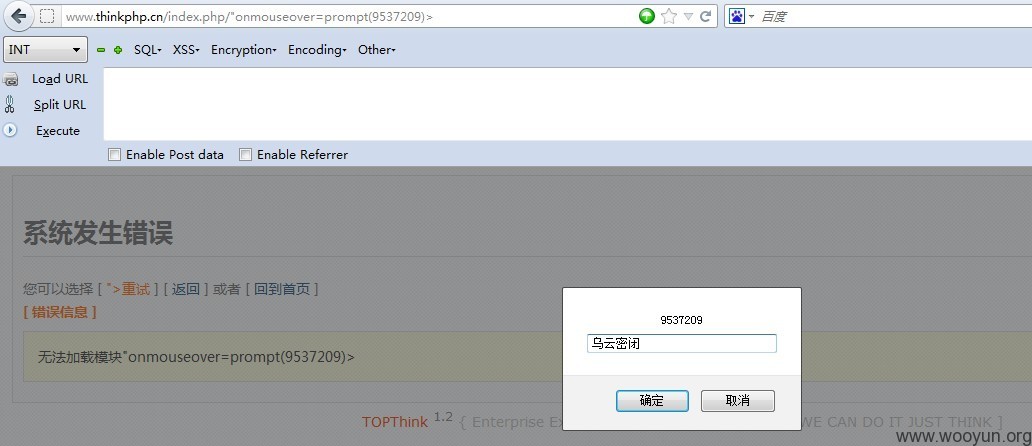 www.thinkphp.cn/index.php/"onmouseover=prompt(9537209)>
百度
INT
SQL
XSS
Encryption
Encoding
Other
Load URL
Split URL
Execute
Enable Post data
Enable Referrer
系统发生错误
您可以选择 [ ">重试 ] [ 返回 ] 或者 [ 回到首页 ]
[ 错误信息 ]
无法加载模块"onmouseover=prompt(9537209)>
9537209
乌云密闭
确定
取消
TOPThink 1.2 { Enterprise Ex
WE CAN DO IT JUST THINK ]
www.wooyun.org